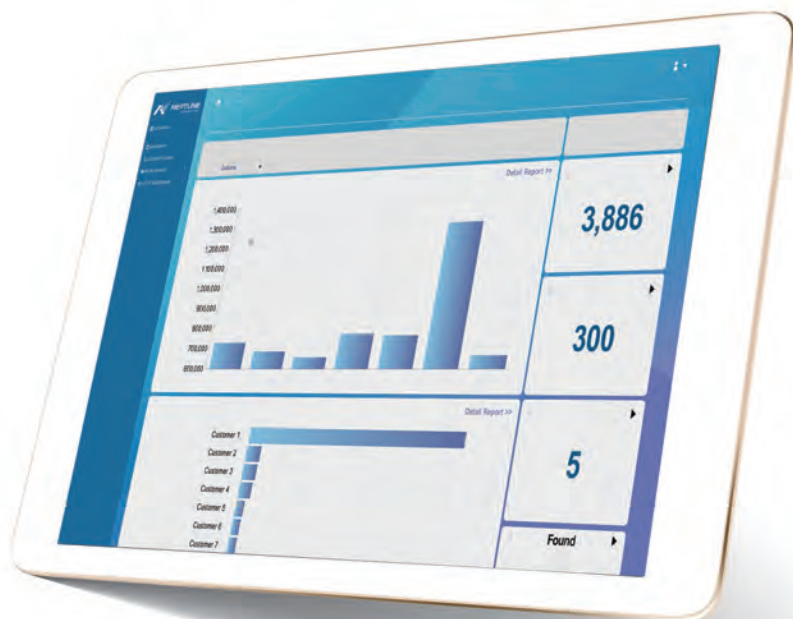 NEPTUNE
Gallons
Detail Report >>
1,400,000
1,300,000
1,200,000
1,100,000
1,000,000
900,000
800,000
700,000
600,000
3,886
300
Detail Report >>
Customer 1
Customer 2
Customer 3
Customer 4
Customer 5
Customer 6
Customer 7
5
Found